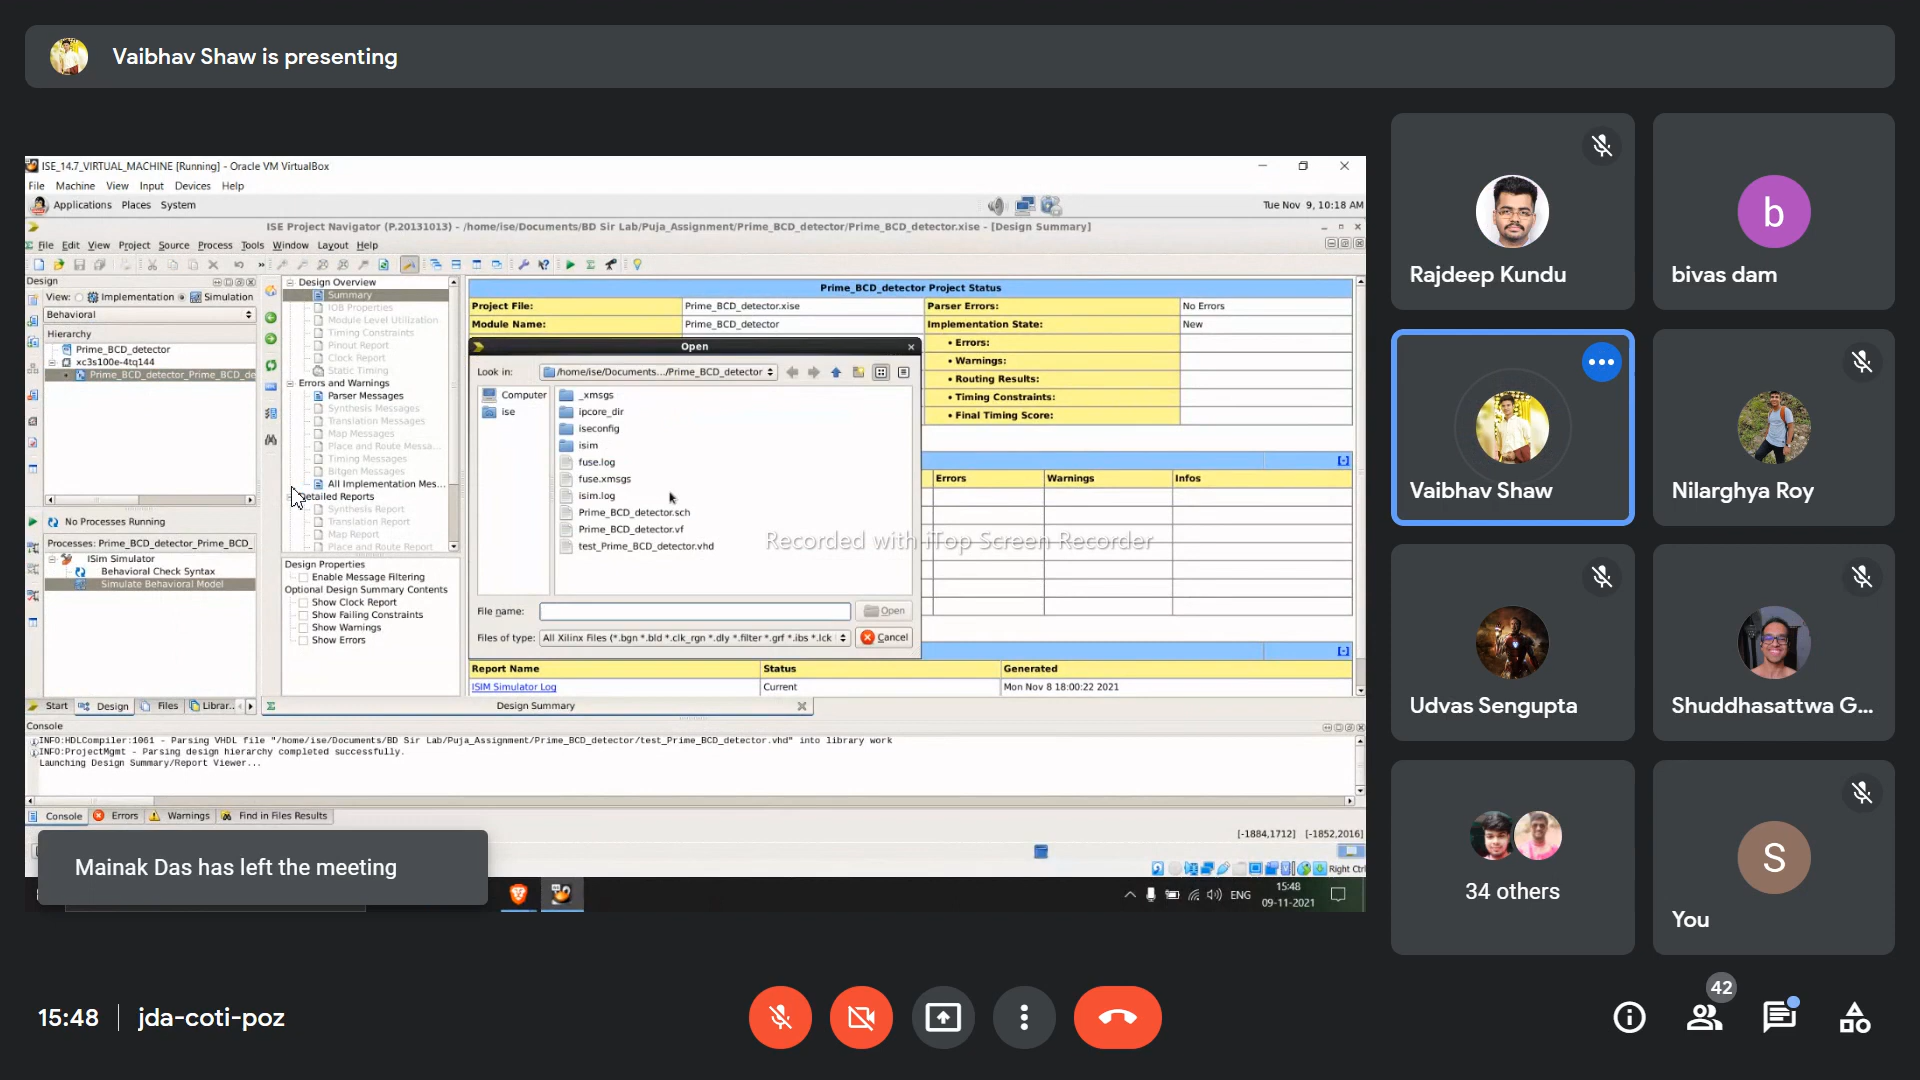 Vaibhav Shaw is presenting
ISE_14.7_VIRTUAL_MACHINE [Running] - Oracle VM VirtualBox
File Machine View Input Devices Help
Applications Places System
Tue Nov 9, 10:18 AM
ISE Project Navigator (P.20131013) - /home/ise/Documents/BD Sir Lab/Puja_Assignment/Prime_BCD_detector/Prime_BCD_detector.xise - [Design Summary]
File Edit View Project Source Process Tools Window Layout Help
Design
View: Implementation Simulation
Behavioral
Hierarchy
Prime_BCD_detector
xc3s100e-4tq144
Prime_BCD_detector_Prime_BCD_de
No Processes Running
Processes: Prime_BCD_detector_Prime_BCD_
ISim Simulator
Behavioral Check Syntax
Simulate Behavioral Model
Start Design Files Librar..
Design Overview
Summary
IOB Properties
Module Level Utilization
Timing Constraints
Pinout Report
Clock Report
Static Timing
Errors and Warnings
Parser Messages
Synthesis Messages
Translation Messages
Map Messages
Place and Route Messa...
Timing Messages
Bitgen Messages
All Implementation Mes...
Detailed Reports
Synthesis Report
Translation Report
Map Report
Place and Route Report
Design Properties
Enable Message Filtering
Optional Design Summary Contents
Show Clock Report
Show Failing Constraints
Show Warnings
Show Errors
Prime_BCD_detector Project Status
Project File: Prime_BCD_detector.xise Parser Errors: No Errors
Module Name: Prime_BCD_detector Implementation State: New
• Errors:
• Warnings:
• Routing Results:
• Timing Constraints:
• Final Timing Score:
[-]
Errors Warnings Infos
[-]
Report Name Status Generated
ISIM Simulator Log Current Mon Nov 8 18:00:22 2021
Design Summary
Open
Look in: /home/ise/Documents.../Prime_BCD_detector
Computer
ise
_xmsgs
ipcore_dir
iseconfig
isim
fuse.log
fuse.xmsgs
isim.log
Prime_BCD_detector.sch
Prime_BCD_detector.vf
test_Prime_BCD_detector.vhd
File name: Open
Files of type: All Xilinx Files (*.bgn *.bld *.clk_rgn *.dly *.filter *.grf *.ibs *.lck Cancel
Recorded with iTop Screen Recorder
Console
INFO:HDLCompiler:1061 - Parsing VHDL file "/home/ise/Documents/BD Sir Lab/Puja_Assignment/Prime_BCD_detector/test_Prime_BCD_detector.vhd" into library work
INFO:ProjectMgmt - Parsing design hierarchy completed successfully.
Launching Design Summary/Report Viewer...
Console Errors Warnings Find in Files Results
[-1884,1712] [-1852,2016]
Right Ctrl
ENG
15:48
09-11-2021
Mainak Das has left the meeting
Rajdeep Kundu
b
bivas dam
Vaibhav Shaw
Nilarghya Roy
Udvas Sengupta
Shuddhasattwa G...
34 others
S
You
15:48
jda-coti-poz
42